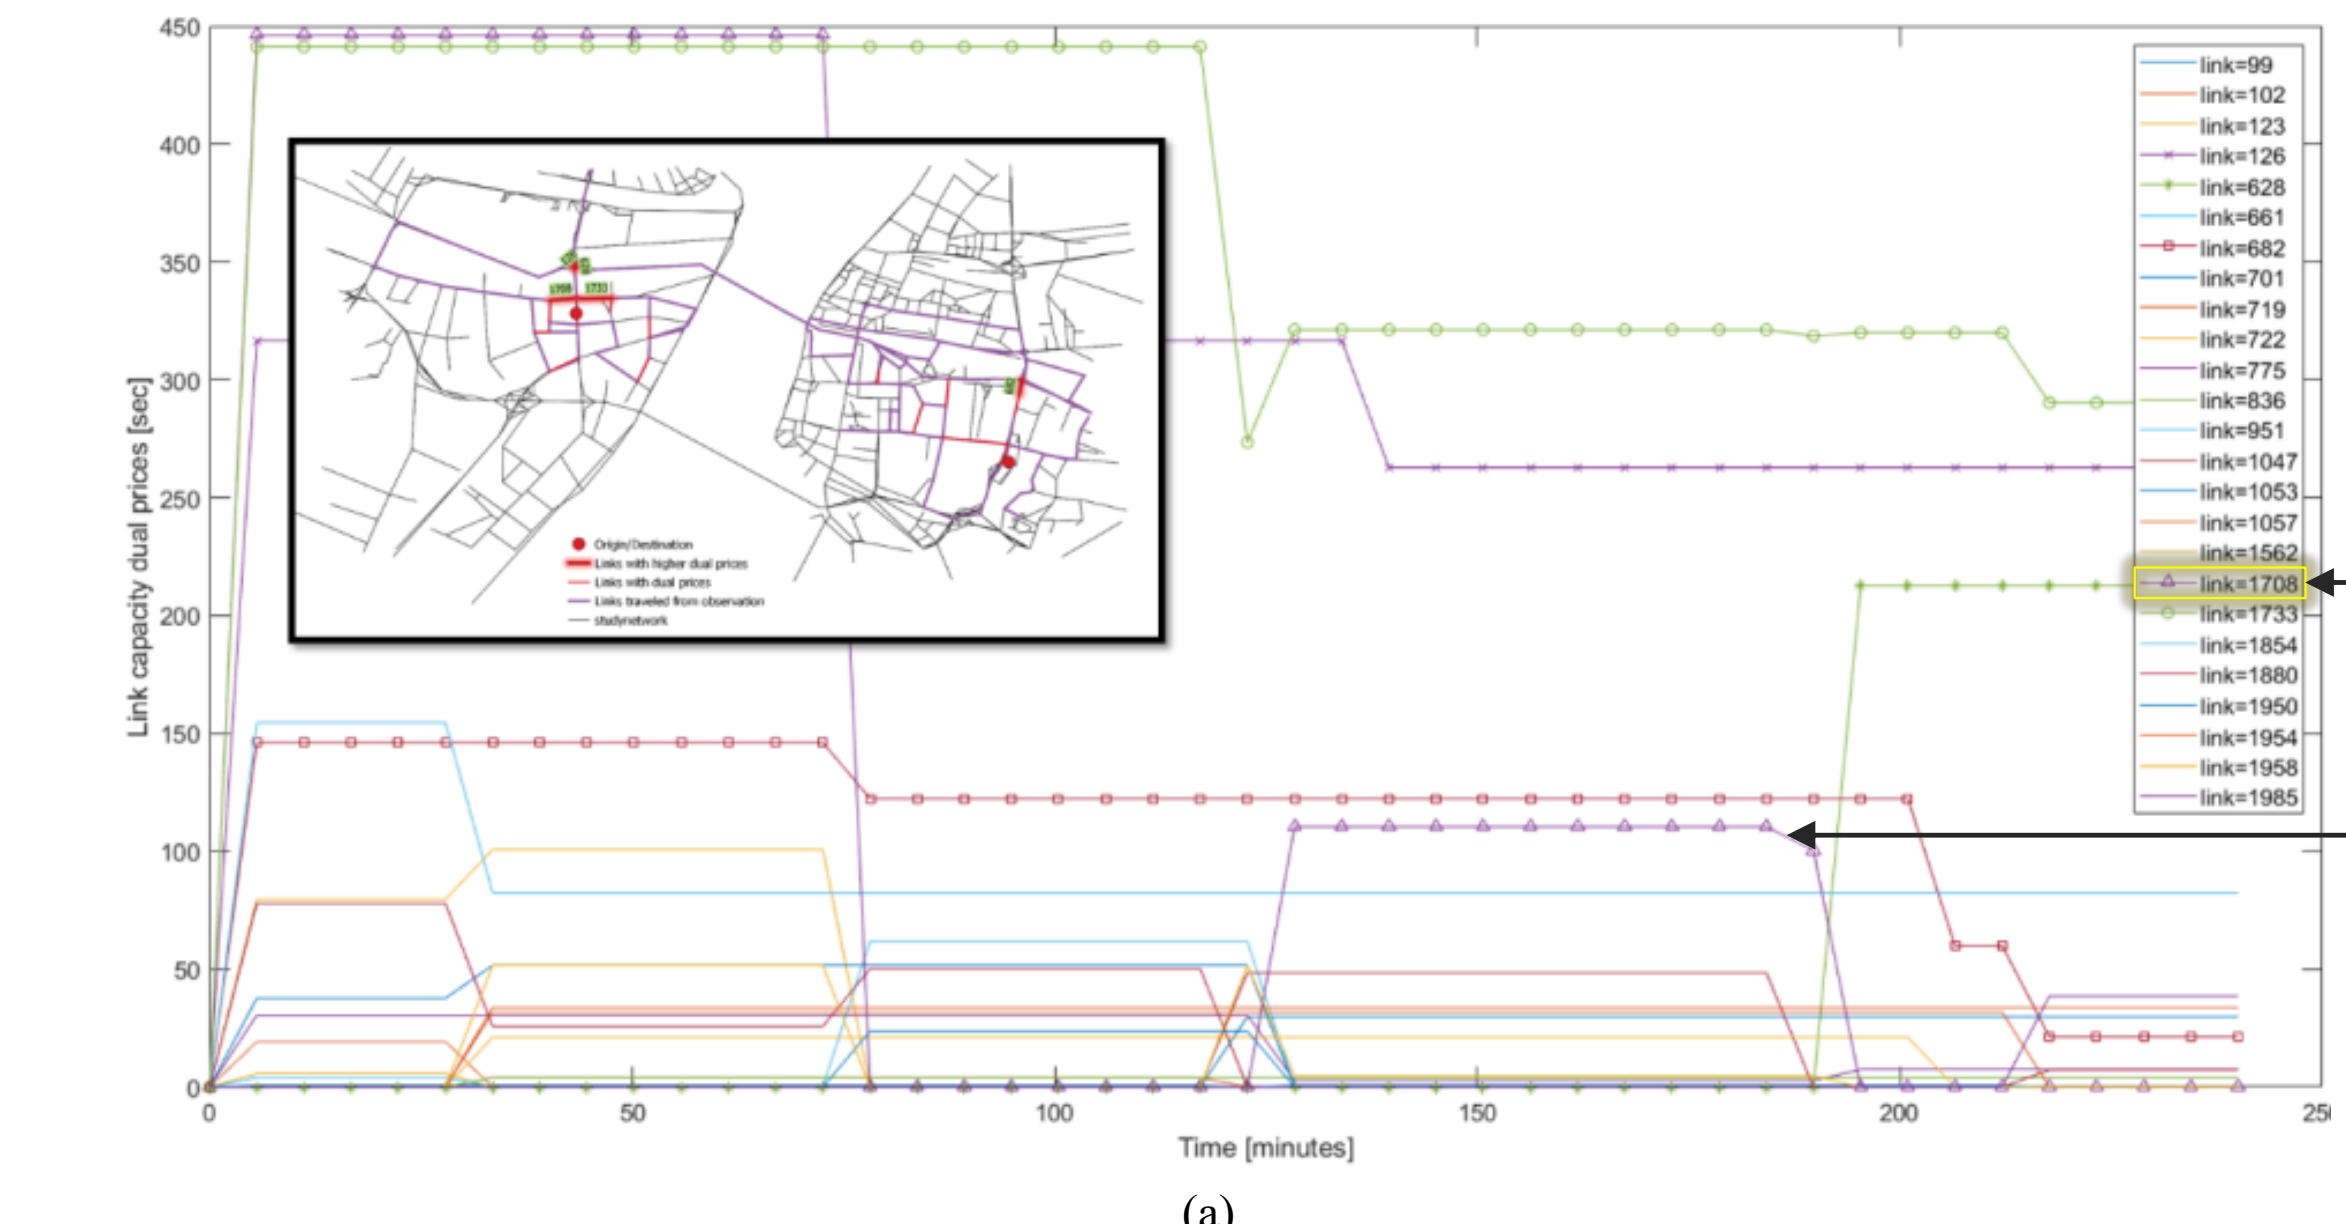 450
400
350
300
250
200
150
100
50
0
Link capacity dual prices [sec]
0
50
100
150
200
25
Time [minutes]
1708
1733
Origin/Destination
Links with higher dual prices
Links with dual prices
Links traveled from observation
studynetwork
link=99
link=102
link=123
link=126
link=628
link=661
link=682
link=701
link=719
link=722
link=775
link=836
link=951
link=1047
link=1053
link=1057
link=1562
link=1708
link=1733
link=1854
link=1880
link=1950
link=1954
link=1958
link=1985
(a)